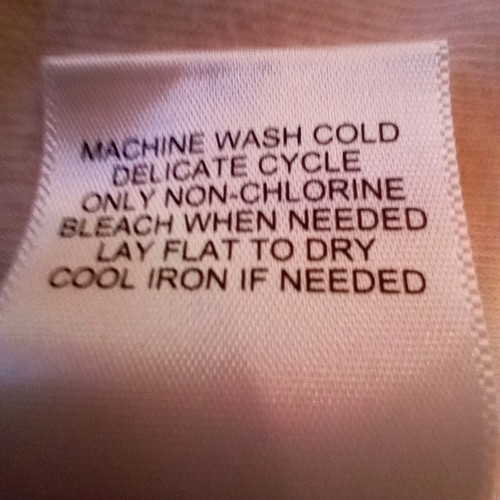 MACHINE WASH COLD
DELICATE CYCLE
ONLY NON-CHLORINE
BLEACH WHEN NEEDED
LAY FLAT TO DRY
COOL IRON IF NEEDED